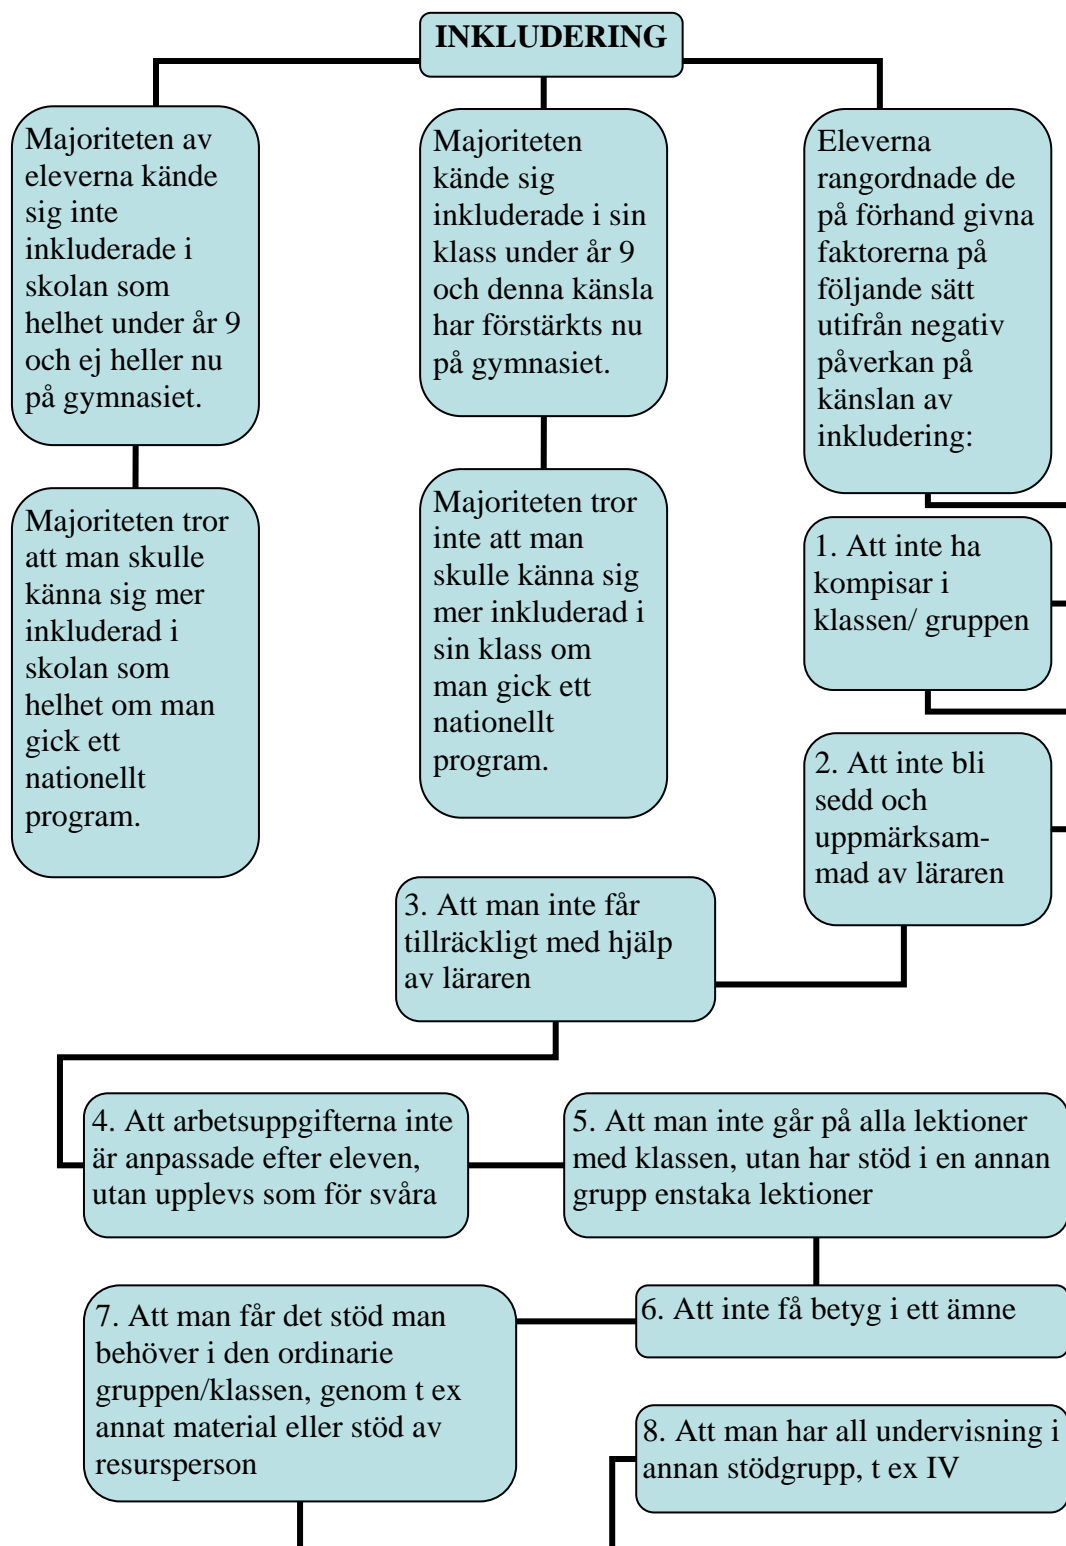 INKLUDERING
Majoriteten av
eleverna kände
sig inte
inkluderade i
skolan som
helhet under år 9
och ej heller nu
på gymnasiet.
Majoriteten
kände sig
inkluderade i sin
klass under år 9
och denna känsla
har förstärkts nu
på gymnasiet.
Eleverna
rangordnade de
på förhand givna
faktorerna på
följande sätt
utifrån negativ
påverkan på
känslan av
inkludering:
Majoriteten tror
att man skulle
känna sig mer
inkluderad i
skolan som
helhet om man
gick ett
nationellt
program.
Majoriteten tror
inte att man
skulle känna sig
mer inkluderad i
sin klass om
man gick ett
nationellt
program.
1. Att inte ha
kompisar i
klassen/ gruppen
2. Att inte bli
sedd och
uppmärksam-
mad av läraren
3. Att man inte får
tillräckligt med hjälp
av läraren
4. Att arbetsuppgifterna inte
är anpassade efter eleven,
utan upplevs som för svåra
5. Att man inte går på alla lektioner
med klassen, utan har stöd i en annan
grupp enstaka lektioner
6. Att inte få betyg i ett ämne
7. Att man får det stöd man
behöver i den ordinarie
gruppen/klassen, genom t ex
annat material eller stöd av
resursperson
8. Att man har all undervisning i
annan stödgrupp, t ex IV